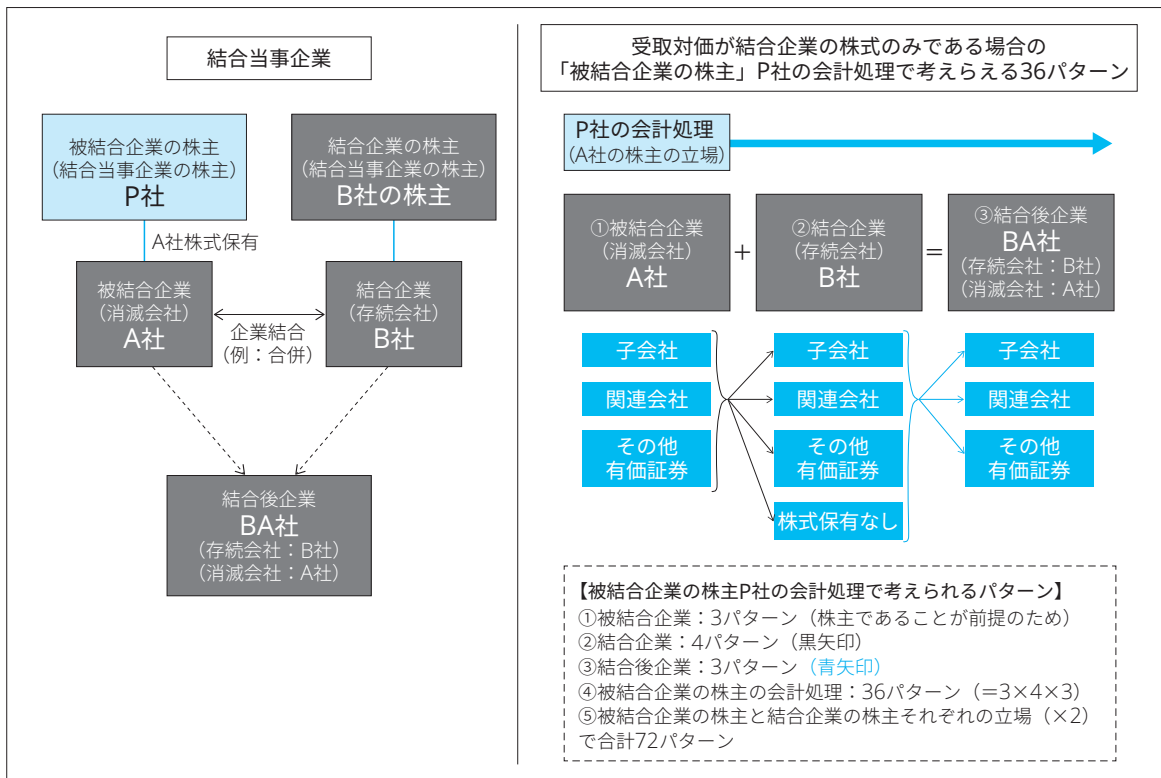 結合当事企業
被結合企業の株主
(結合当事企業の株主)
P社
結合企業の株主
(結合当事企業の株主)
B社の株主
A社株式保有
被結合企業
(消滅会社)
A社
企業結合
(例：合併)
結合企業
(存続会社)
B社
結合後企業
BA社
(存続会社：B社)
(消滅会社：A社)
受取対価が結合企業の株式のみである場合の
「被結合企業の株主」P社の会計処理で考えらえる36パターン
P社の会計処理
(A社の株主の立場)
①被結合企業
(消滅会社)
A社
+
②結合企業
(存続会社)
B社
=
③結合後企業
BA社
(存続会社：B社)
(消滅会社：A社)
子会社
関連会社
その他
有価証券
子会社
関連会社
その他
有価証券
株式保有なし
子会社
関連会社
その他
有価証券
【被結合企業の株主P社の会計処理で考えられるパターン】
①被結合企業：3パターン（株主であることが前提のため）
②結合企業：4パターン（黒矢印）
③結合後企業：3パターン（青矢印）
④被結合企業の株主の会計処理：36パターン（＝3×4×3）
⑤被結合企業の株主と結合企業の株主それぞれの立場（×2）
で合計72パターン